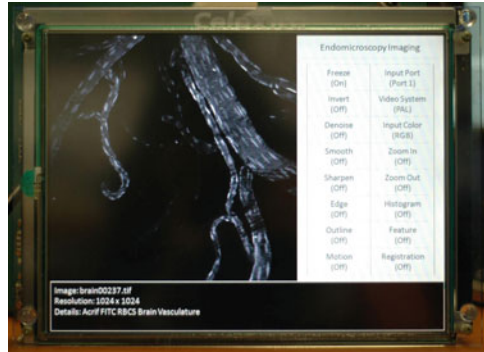 Endomicroscopy Imaging
Freeze
(On)
Input Port
(Port 1)
Invert
(Off)
Video System
(PAL)
Denoise
(Off)
Input Color
(RGB)
Smooth
(Off)
Zoom In
(Off)
Sharpen
(Off)
Zoom Out
(Off)
Edge
(Off)
Histogram
(Off)
Outline
(Off)
Feature
(Off)
Motion
(Off)
Registration
(Off)
Image: brain00237.tif
Resolution: 1024 x 1024
Details: Acrif FITC RBCS Brain Vasculature